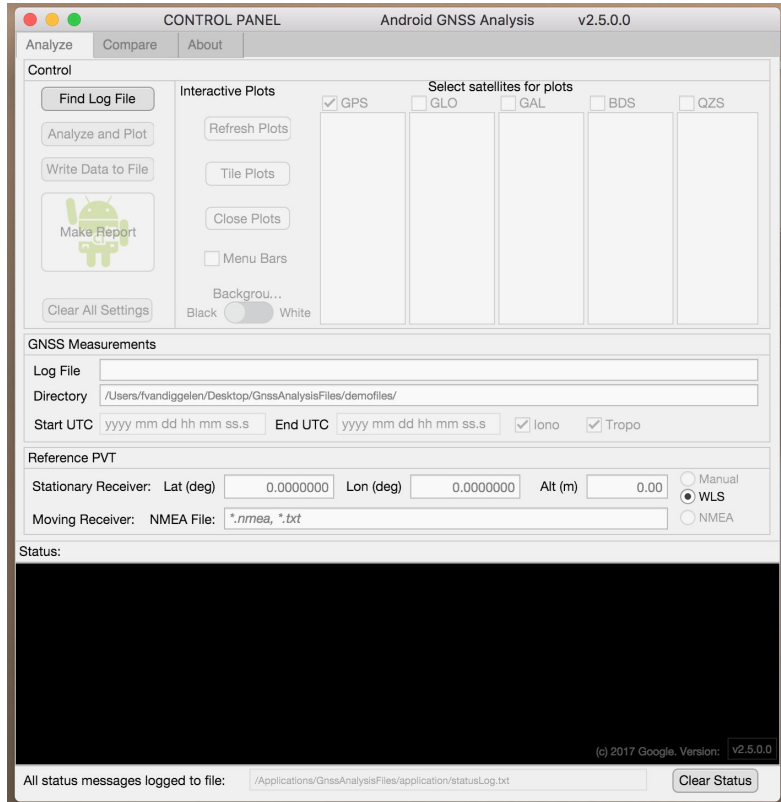 CONTROL PANEL Android GNSS Analysis v2.5.0.0
Analyze Compare About
Control
Find Log File
Analyze and Plot
Write Data to File
Make Report
Clear All Settings
Interactive Plots
Refresh Plots
Tile Plots
Close Plots
Menu Bars
Backgrou...
Black White
Select satellites for plots
GPS GLO GAL BDS QZS
GNSS Measurements
Log File
Directory /Users/fvandiggelen/Desktop/GnssAnalysisFiles/demofiles/
Start UTC yyyy mm dd hh mm ss.s End UTC yyyy mm dd hh mm ss.s Iono Tropo
Reference PVT
Stationary Receiver: Lat (deg) 0.0000000 Lon (deg) 0.0000000 Alt (m) 0.00
Manual
WLS
Moving Receiver: NMEA File: *.nmea, *.txt NMEA
Status:
(c) 2017 Google. Version: v2.5.0.0
All status messages logged to file: /Applications/GnssAnalysisFiles/application/statusLog.txt Clear Status